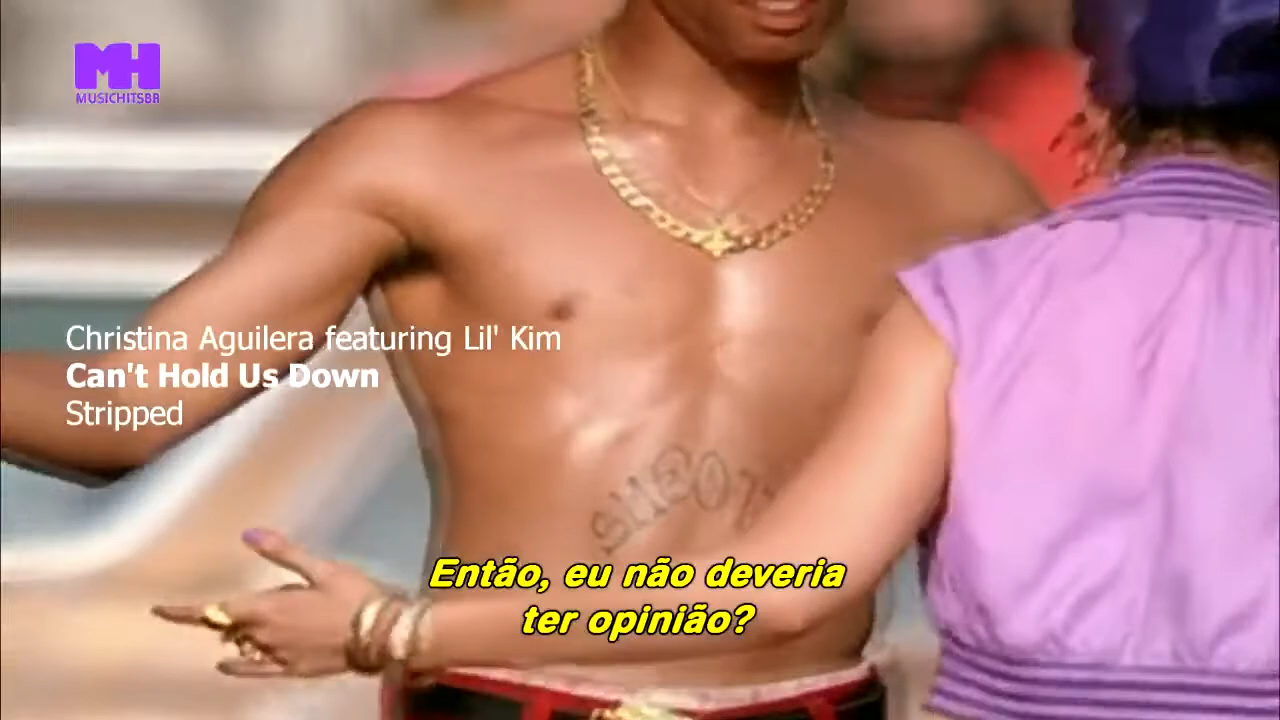 MH
MUSICHITSBR
Christina Aguilera featuring Lil' Kim
Can't Hold Us Down
Stripped
Então, eu não deveria
ter opinião?